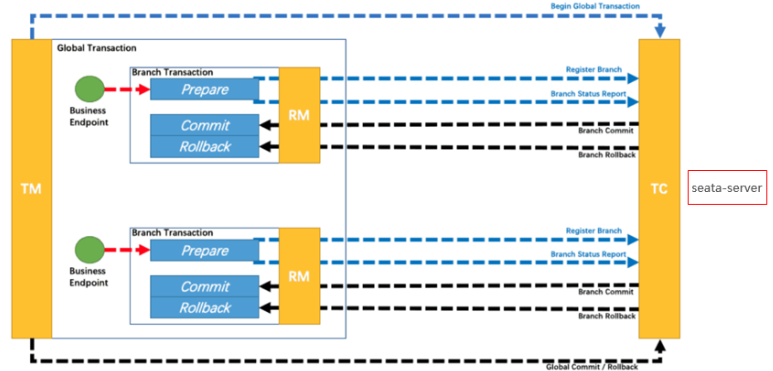 Begin Global Transaction
Global Transaction
Branch Transaction
Prepare
Business
Endpoint
Commit
Rollback
RM
Register Branch
Branch Status Report
Branch Commit
Branch Rollback
TM
TC
seata-server
Branch Transaction
Prepare
Business
Endpoint
Commit
Rollback
RM
Register Branch
Branch Status Report
Branch Commit
Branch Rollback
Global Commit / Rollback